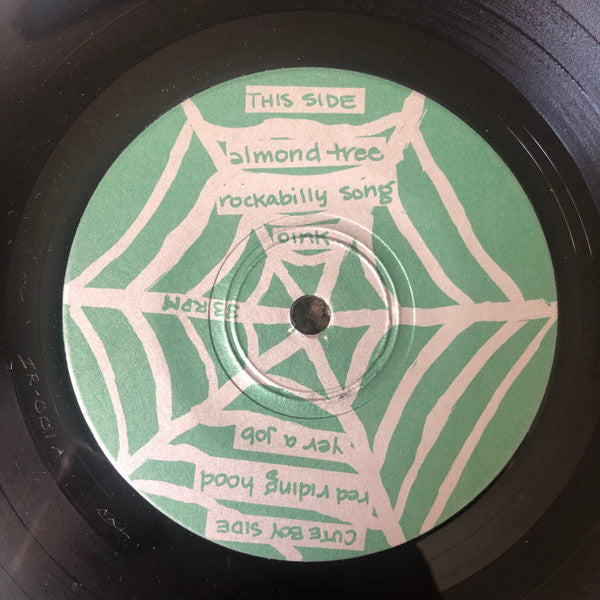 THIS SIDE
almond tree
rockabilly song
oink
33 RPM
yer a job
red riding hood
CUTE BOY SIDE